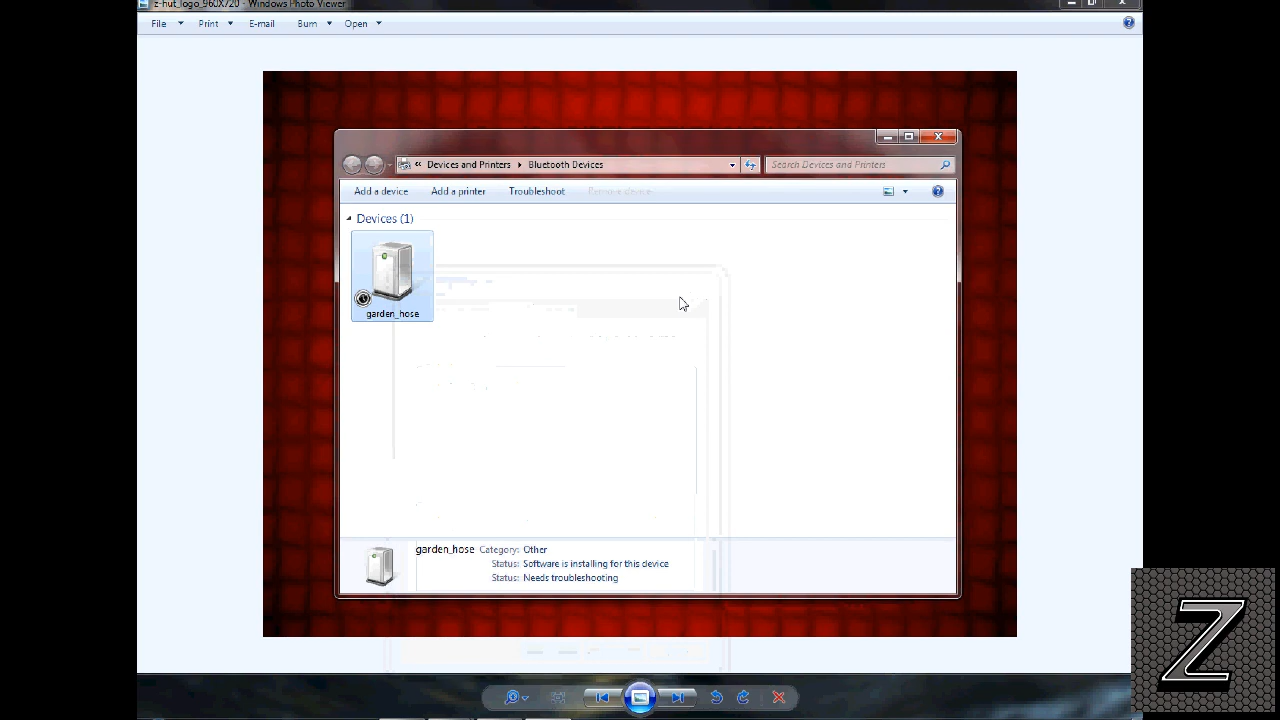 z-hut_logo_960X720 - Windows Photo Viewer
File Print E-mail Burn Open
« Devices and Printers Bluetooth Devices Search Devices and Printers
Add a device Add a printer Troubleshoot Remove device
Devices (1)
garden_hose
garden_hose Category: Other
Status: Software is installing for this device
Status: Needs troubleshooting
Z